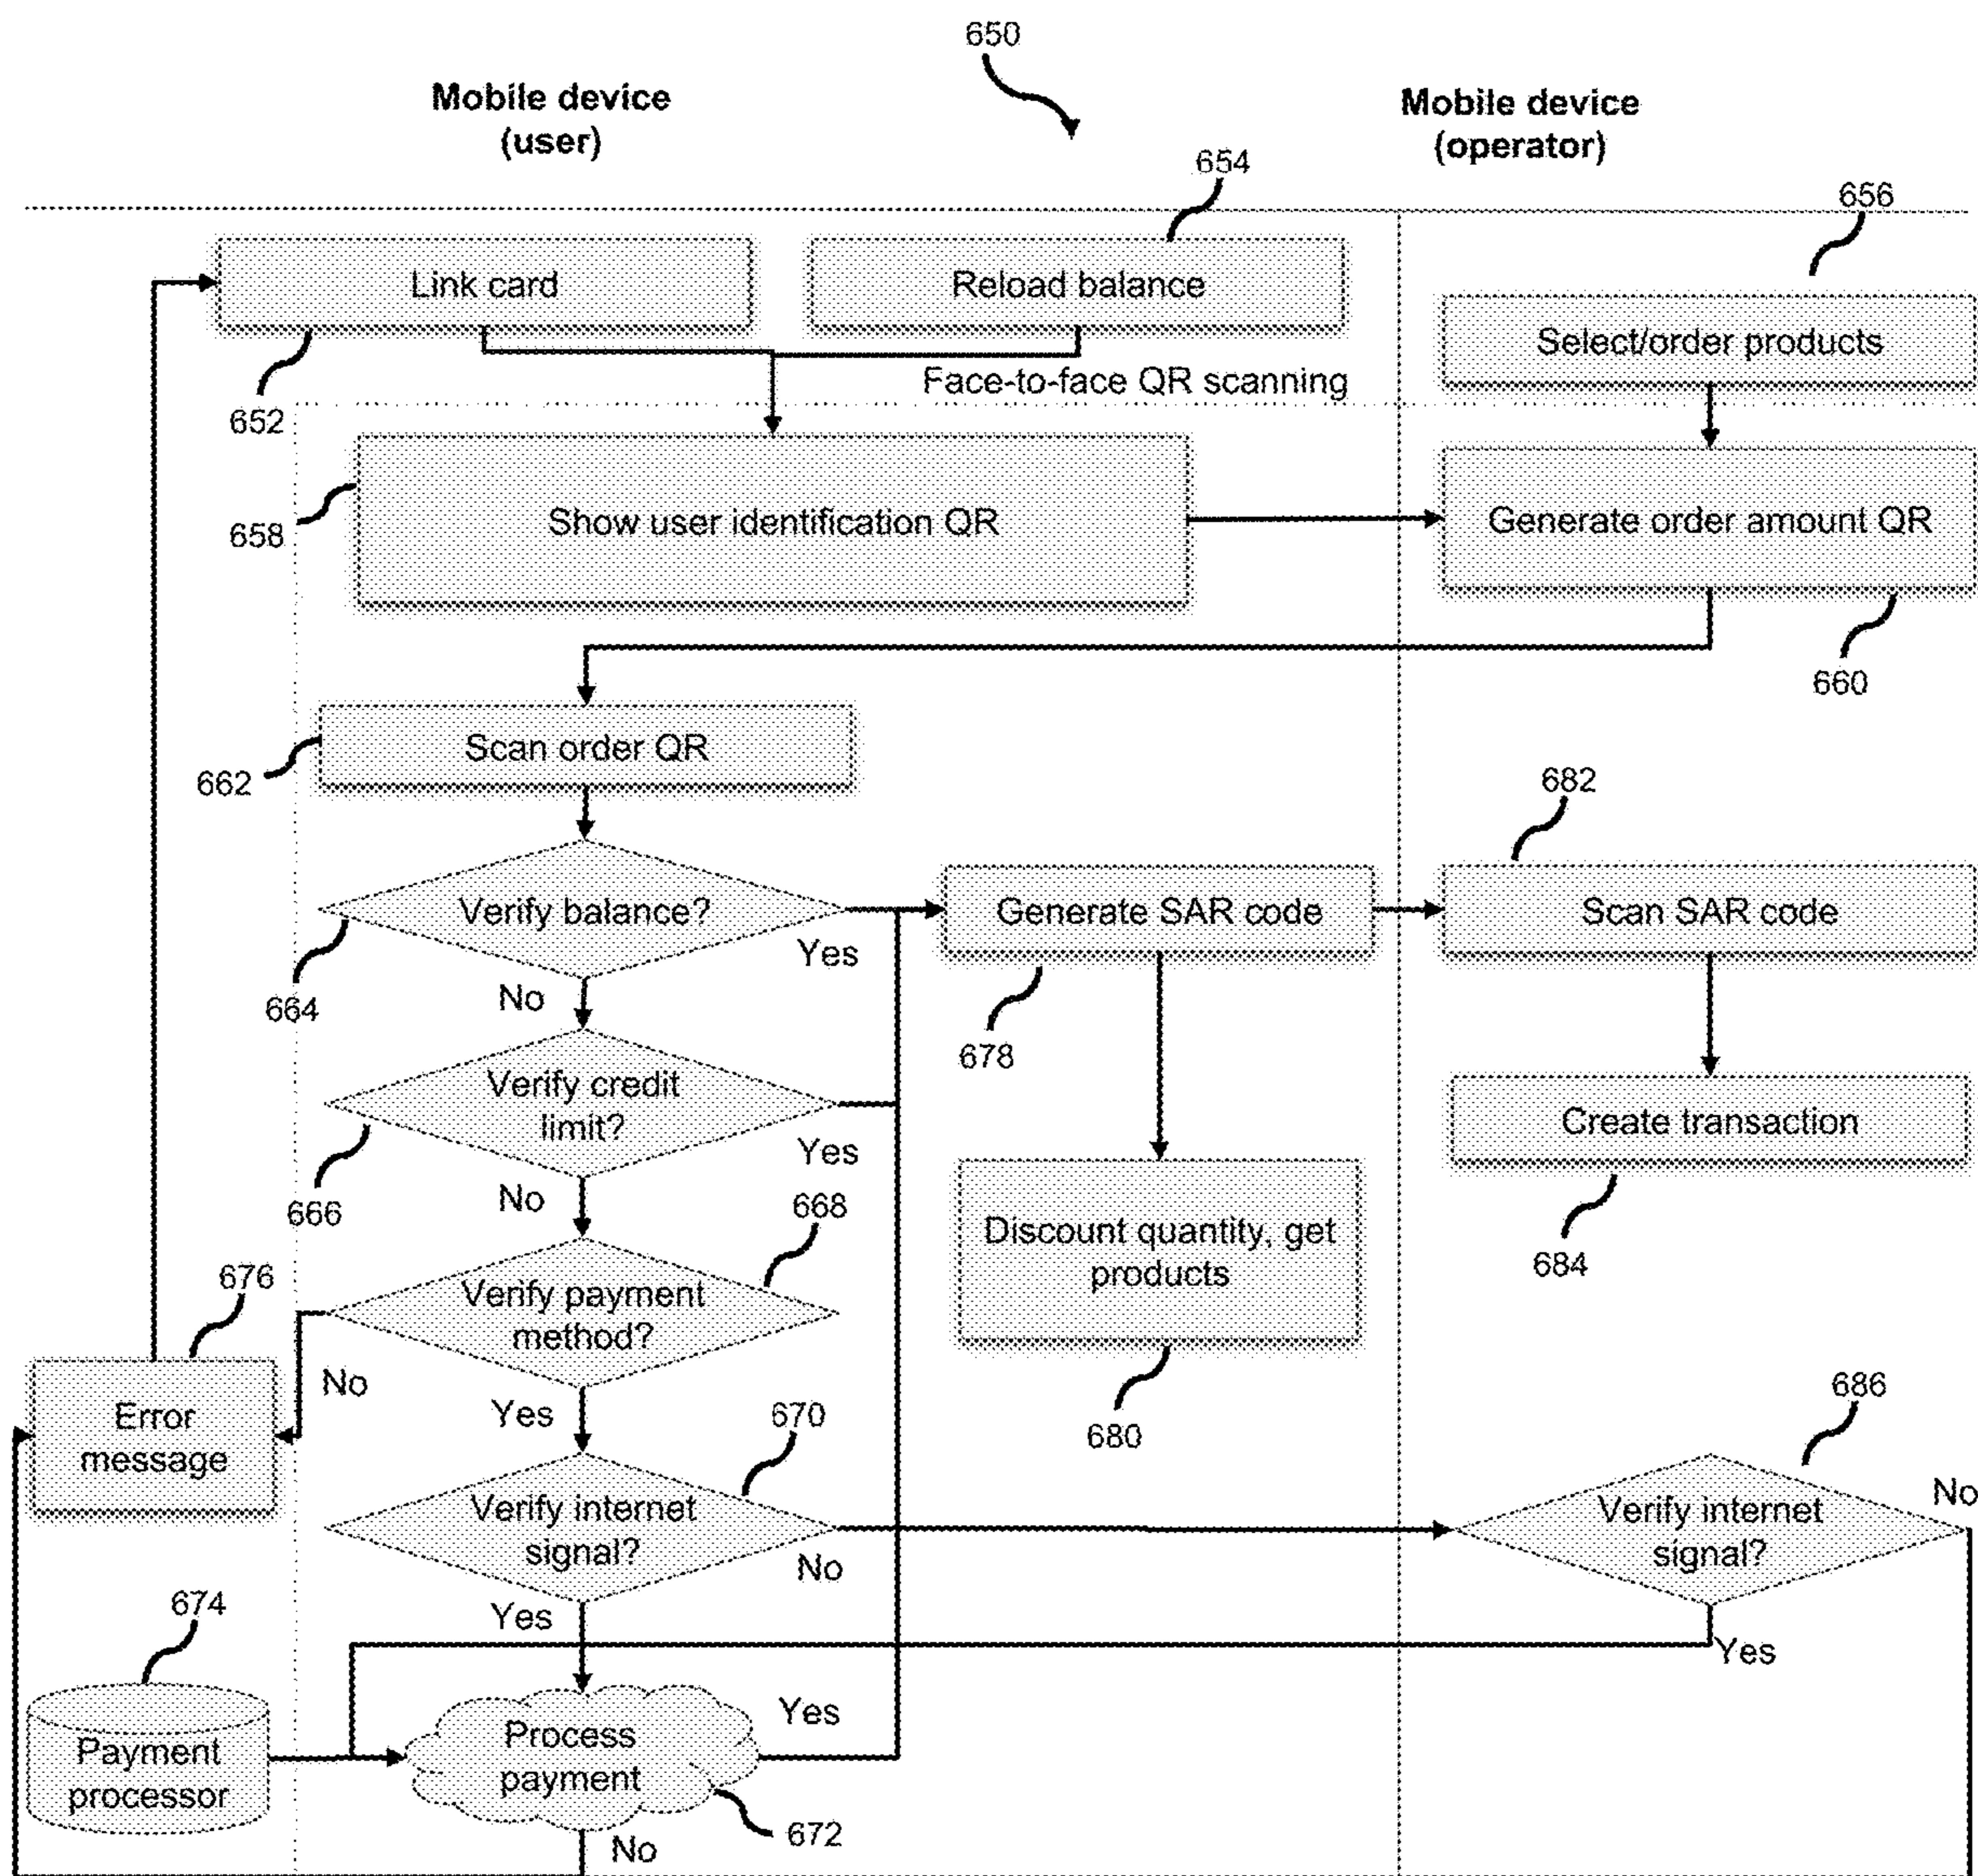 650
Mobile device
(user)
Mobile device
(operator)
654
656
Link card
Reload balance
Select/order products
652
Face-to-face QR scanning
658
Show user identification QR
Generate order amount QR
660
Scan order QR
662
682
Verify balance?
Yes
Generate SAR code
Scan SAR code
664
No
678
Verify credit
limit?
Yes
Create transaction
666
No
668
684
Discount quantity, get
products
676
Verify payment
method?
No
Yes
680
686
Error
message
670
Verify internet
signal?
No
Verify internet
signal?
No
674
Yes
Yes
Payment
processor
Process
payment
Yes
672
No